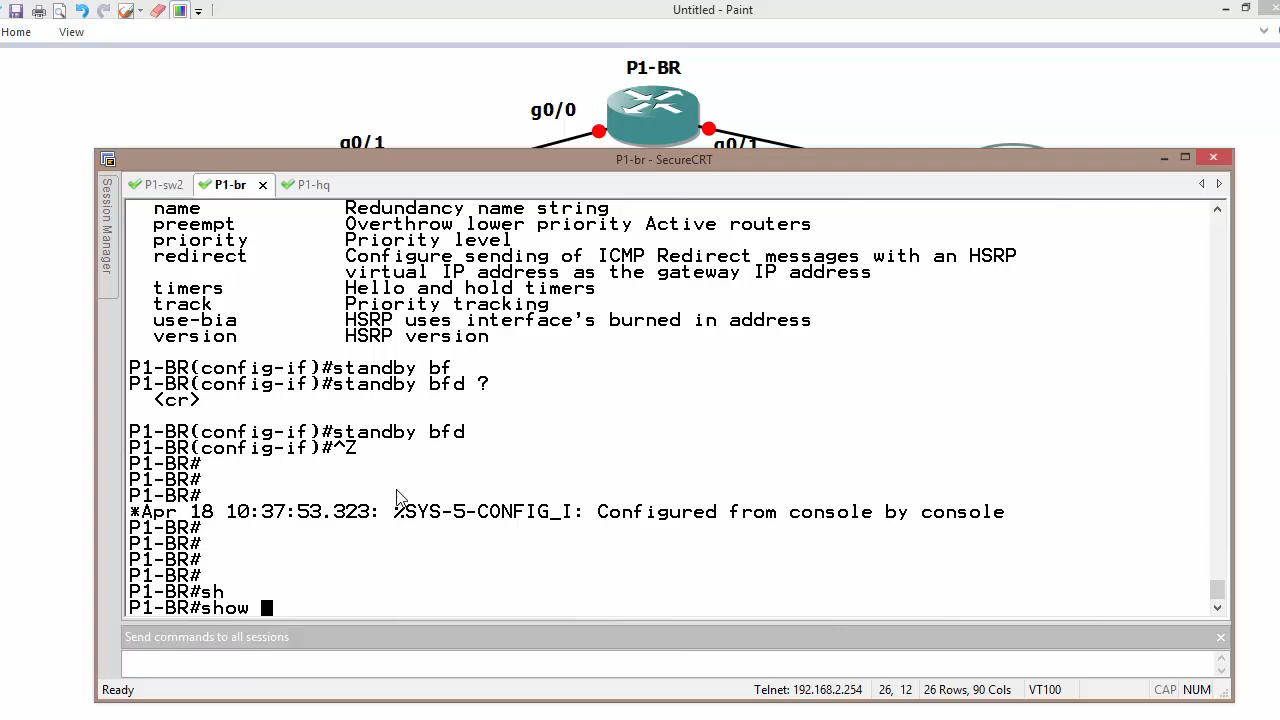 Untitled - Paint
Home View
P1-BR
g0/0
g0/1
g0/1
P1-br - SecureCRT
Session Manager
P1-sw2 P1-br P1-hq
name Redundancy name string
preempt Overthrow lower priority Active routers
priority Priority level
redirect Configure sending of ICMP Redirect messages with an HSRP
virtual IP address as the gateway IP address
timers Hello and hold timers
track Priority tracking
use-bia HSRP uses interface's burned in address
version HSRP version
P1-BR(config-if)#standby bf
P1-BR(config-if)#standby bfd ?
<cr>
P1-BR(config-if)#standby bfd
P1-BR(config-if)#^Z
P1-BR#
P1-BR#
P1-BR#
*Apr 18 10:37:53.323: %SYS-5-CONFIG_I: Configured from console by console
P1-BR#
P1-BR#
P1-BR#
P1-BR#
P1-BR#sh
P1-BR#show
Send commands to all sessions
Ready Telnet: 192.168.2.254 26, 12 26 Rows, 90 Cols VT100 CAP NUM